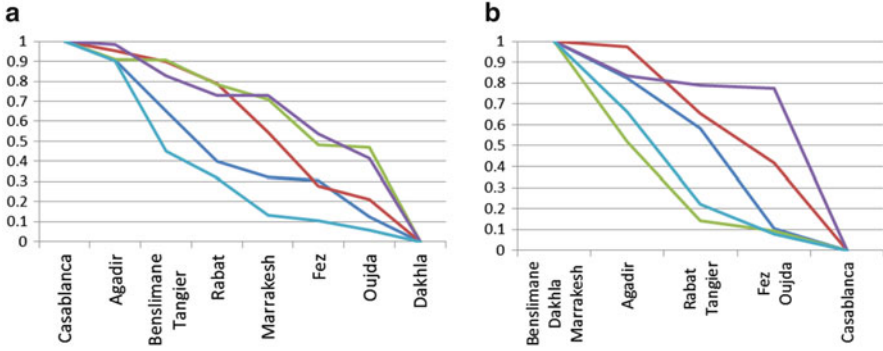 a
1
0.9
0.8
0.7
0.6
0.5
0.4
0.3
0.2
0.1
0
Casablanca
Agadir
Benslimane
Tangier
Rabat
Marrakesh
Fez
Oujda
Dakhla
b
1
0.9
0.8
0.7
0.6
0.5
0.4
0.3
0.2
0.1
0
Benslimane
Dakhla
Marrakesh
Agadir
Rabat
Tangier
Fez
Oujda
Casablanca